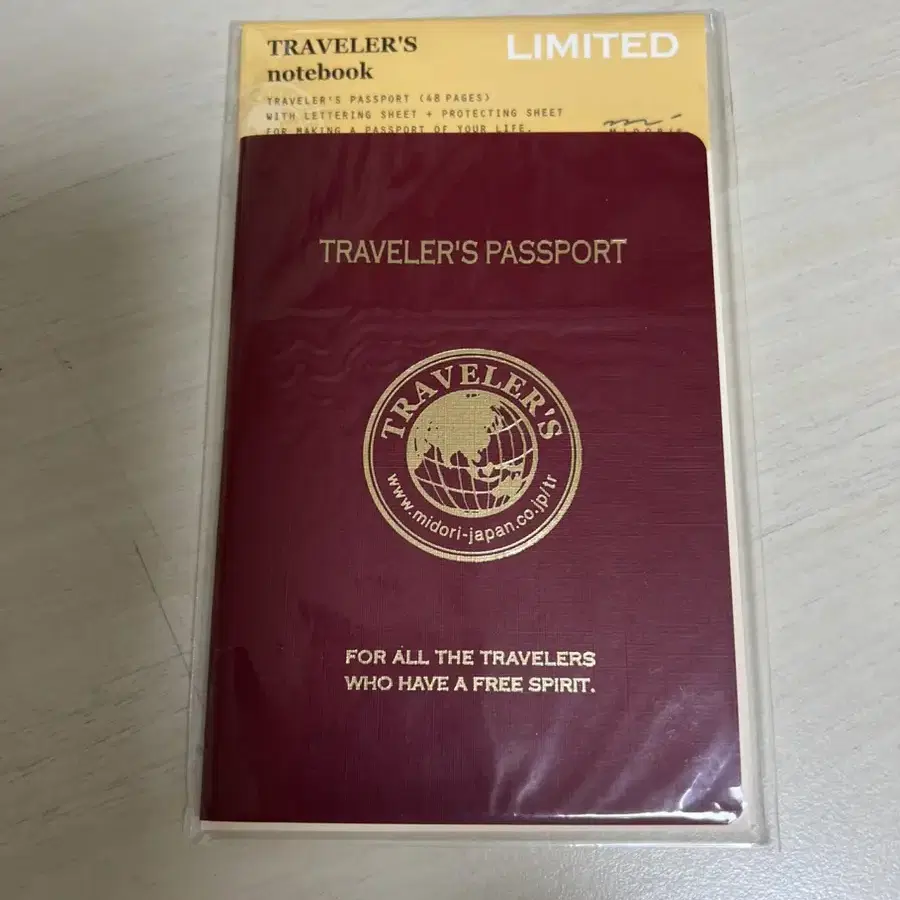 TRAVELER'S
notebook
LIMITED
TRAVELER'S PASSPORT (48 PAGES)
WITH LETTERING SHEET + PROTECTING SHEET
FOR MAKING A PASSPORT OF YOUR LIFE.
MIDORI
TRAVELER'S PASSPORT
TRAVELER'S
www.midori-japan.co.jp/tr
FOR ALL THE TRAVELERS
WHO HAVE A FREE SPIRIT.